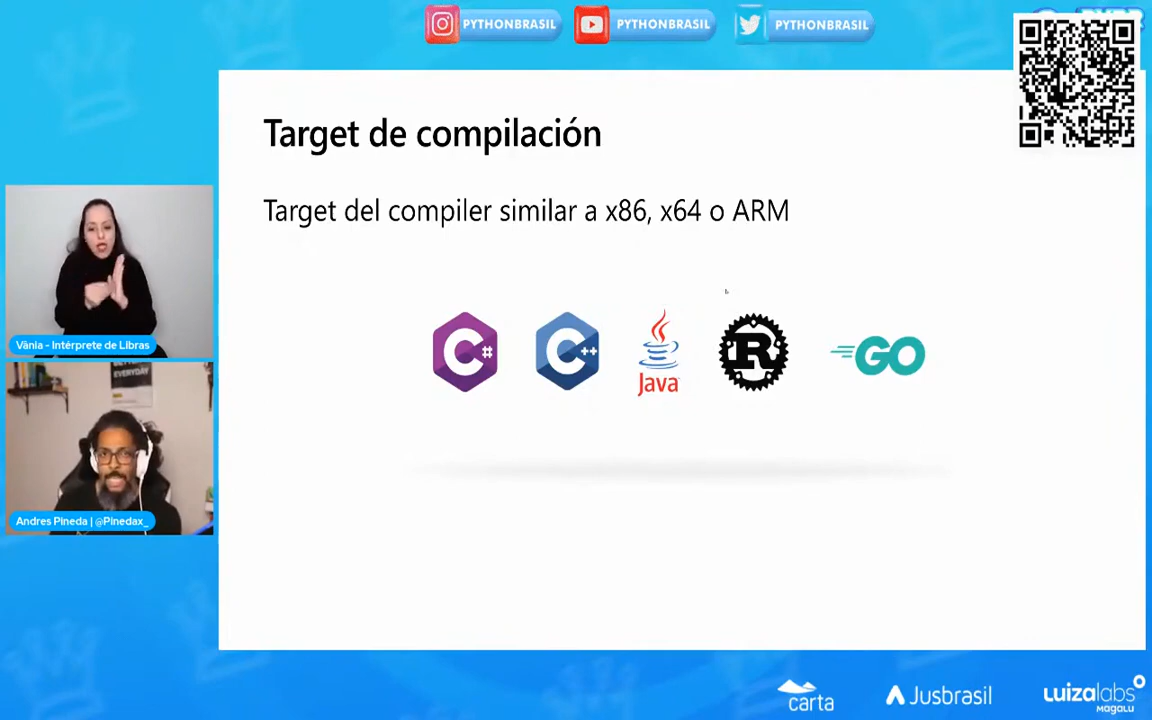 PYTHONBRASIL
PYTHONBRASIL
PYTHONBRASIL
Target de compilación
Target del compiler similar a x86, x64 o ARM
C#
C++
Java
R
GO
Vânia - Intérprete de Libras
EVERYDAY
Andres Pineda | @Pinedax_
carta
Jusbrasil
luizalabs
MAGALU